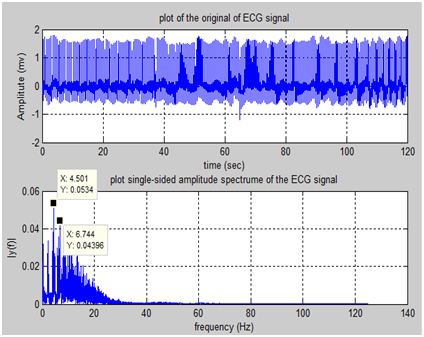 plot of the original of ECG signal
Amplitute (mv)
2
1
0
-1
-2
0 20 40 60 80 100 120
time (sec)
plot single-sided amplitude spectrume of the ECG signal
X: 4.501
Y: 0.0534
X: 6.744
Y: 0.04396
|y(f)|
0.06
0.04
0.02
0
0 20 40 60 80 100 120 140
frequency (Hz)